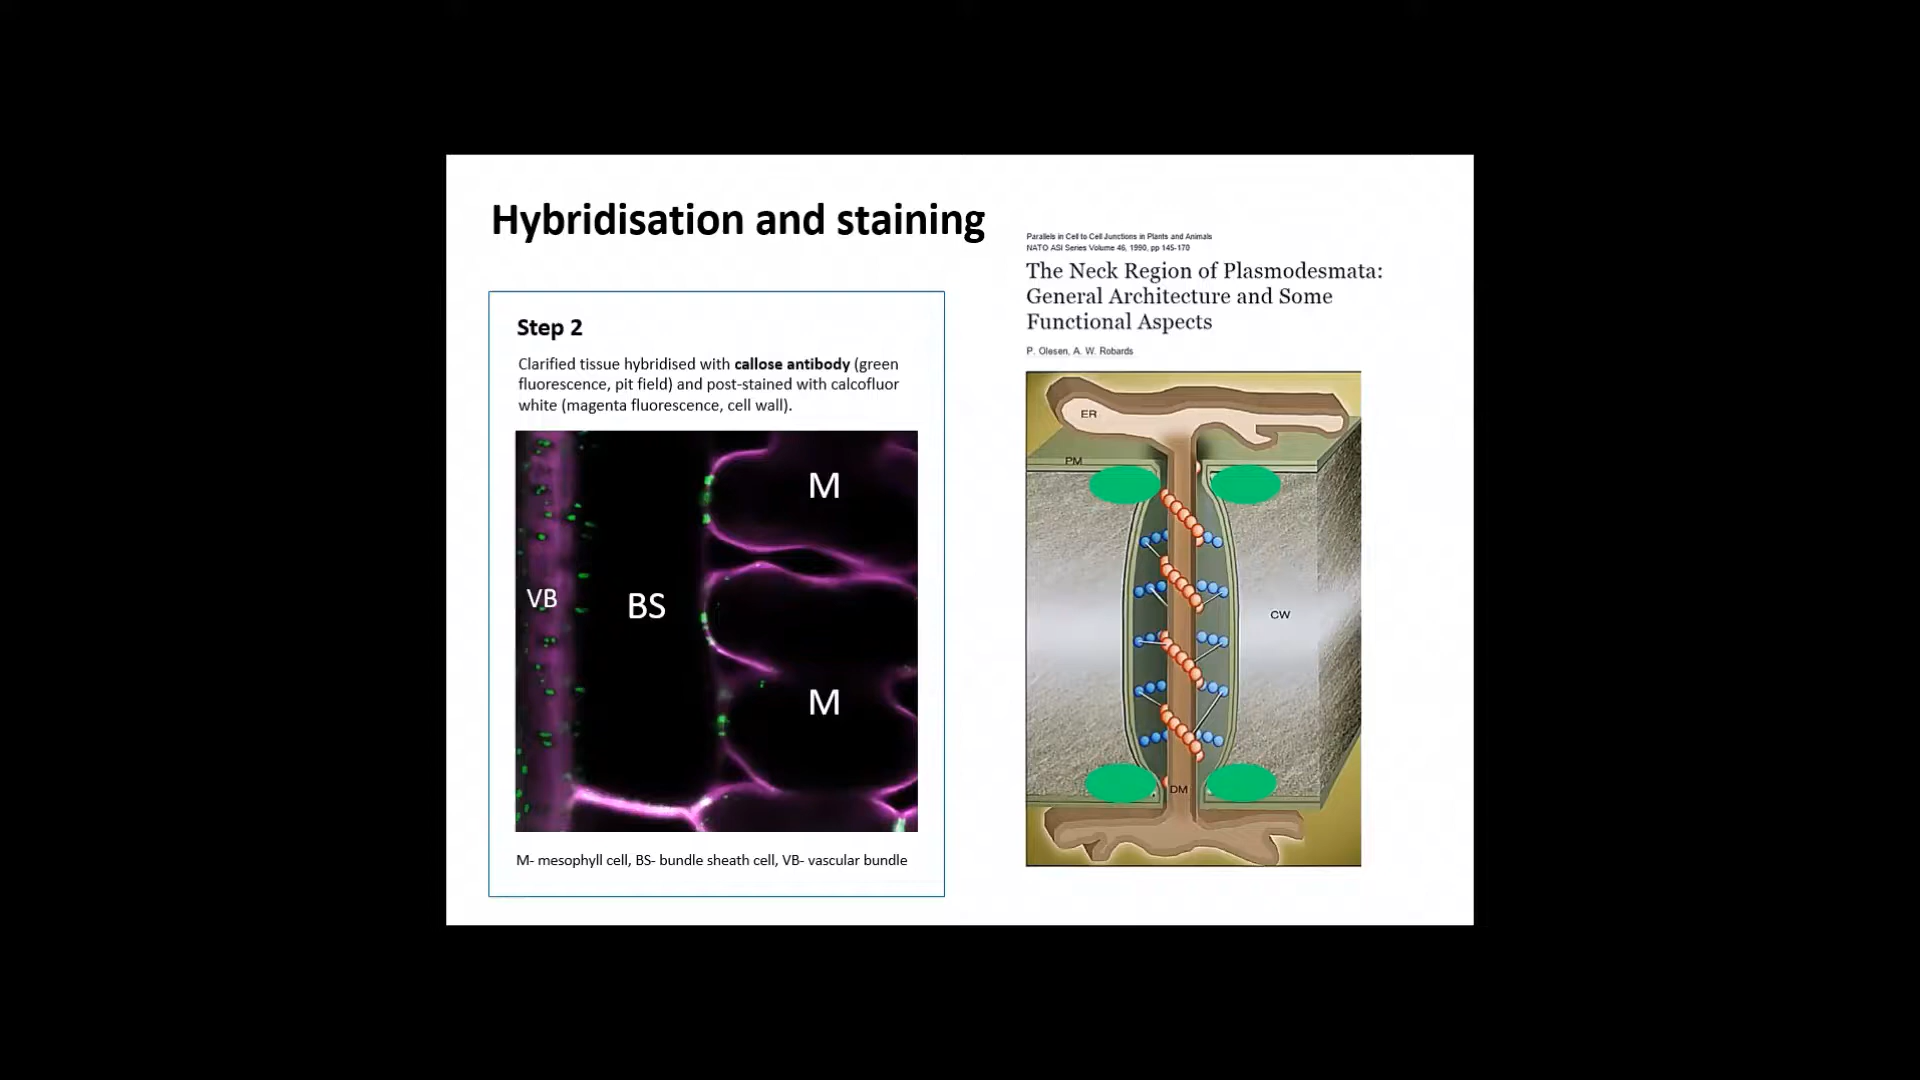 Hybridisation and staining
Step 2
Clarified tissue hybridised with callose antibody (green
fluorescence, pit field) and post-stained with calcofluor
white (magenta fluorescence, cell wall).
M
VB
BS
M
M- mesophyll cell, BS- bundle sheath cell, VB- vascular bundle
Parallels in Cell to Cell Junctions in Plants and Animals
NATO ASI Series Volume 46, 1990, pp 145-170
The Neck Region of Plasmodesmata:
General Architecture and Some
Functional Aspects
P. Olesen, A. W. Robards
ER
PM
CW
DM